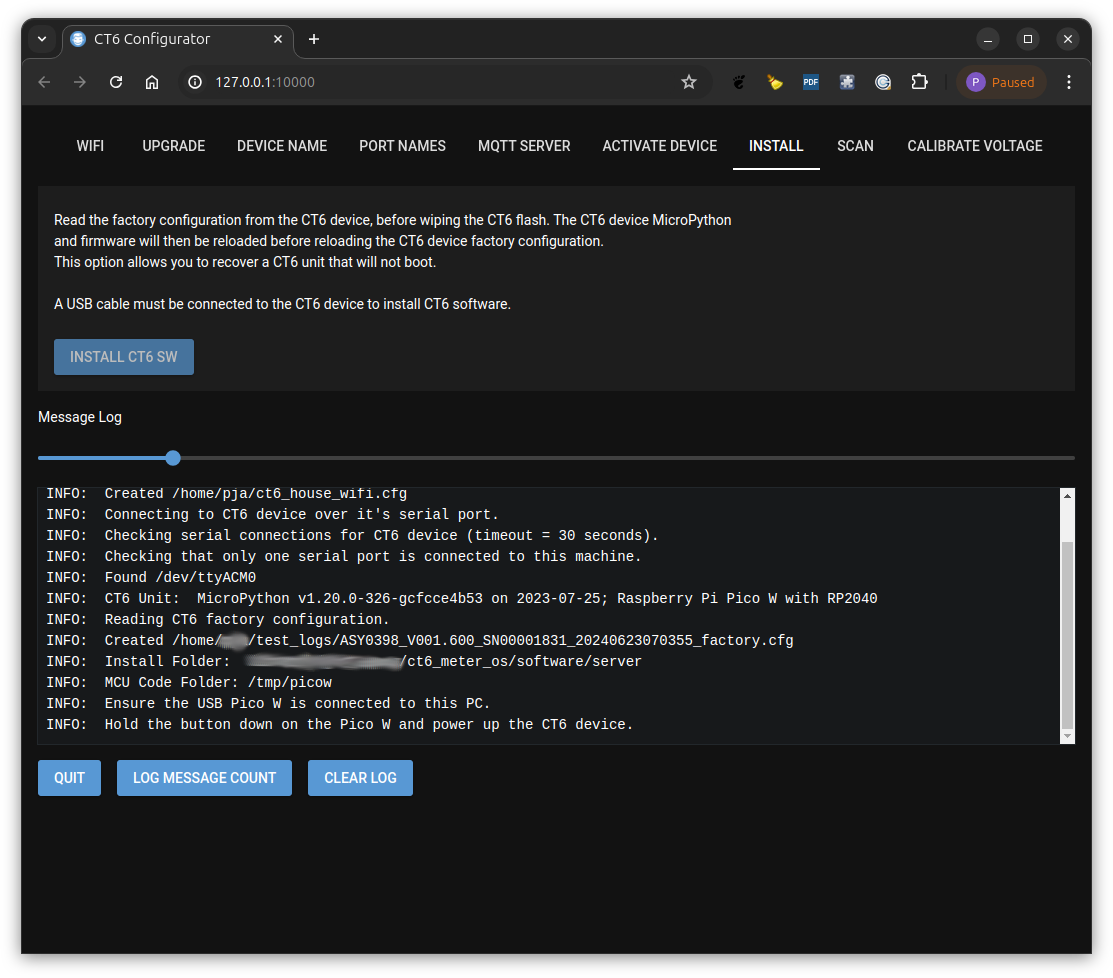 CT6 Configurator
127.0.0.1:10000
PDF
P Paused
WIFI UPGRADE DEVICE NAME PORT NAMES MQTT SERVER ACTIVATE DEVICE INSTALL SCAN CALIBRATE VOLTAGE
Read the factory configuration from the CT6 device, before wiping the CT6 flash. The CT6 device MicroPython
and firmware will then be reloaded before reloading the CT6 device factory configuration.
This option allows you to recover a CT6 unit that will not boot.
A USB cable must be connected to the CT6 device to install CT6 software.
INSTALL CT6 SW
Message Log
INFO:  Created /home/pja/ct6_house_wifi.cfg
INFO:  Connecting to CT6 device over it's serial port.
INFO:  Checking serial connections for CT6 device (timeout = 30 seconds).
INFO:  Checking that only one serial port is connected to this machine.
INFO:  Found /dev/ttyACM0
INFO:  CT6 Unit:  MicroPython v1.20.0-326-gcfcce4b53 on 2023-07-25; Raspberry Pi Pico W with RP2040
INFO:  Reading CT6 factory configuration.
INFO:  Created /home/ /test_logs/ASY0398_V001.600_SN00001831_20240623070355_factory.cfg
INFO:  Install Folder: /ct6_meter_os/software/server
INFO:  MCU Code Folder: /tmp/picow
INFO:  Ensure the USB Pico W is connected to this PC.
INFO:  Hold the button down on the Pico W and power up the CT6 device.
QUIT LOG MESSAGE COUNT CLEAR LOG